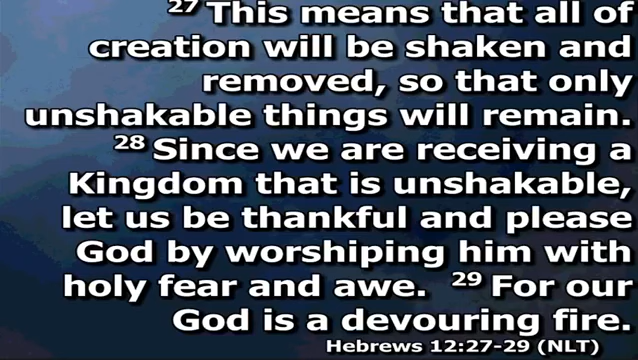 27 This means that all of
creation will be shaken and
removed, so that only
unshakable things will remain.
28 Since we are receiving a
Kingdom that is unshakable,
let us be thankful and please
God by worshiping him with
holy fear and awe. 29 For our
God is a devouring fire.
Hebrews 12:27-29 (NLT)